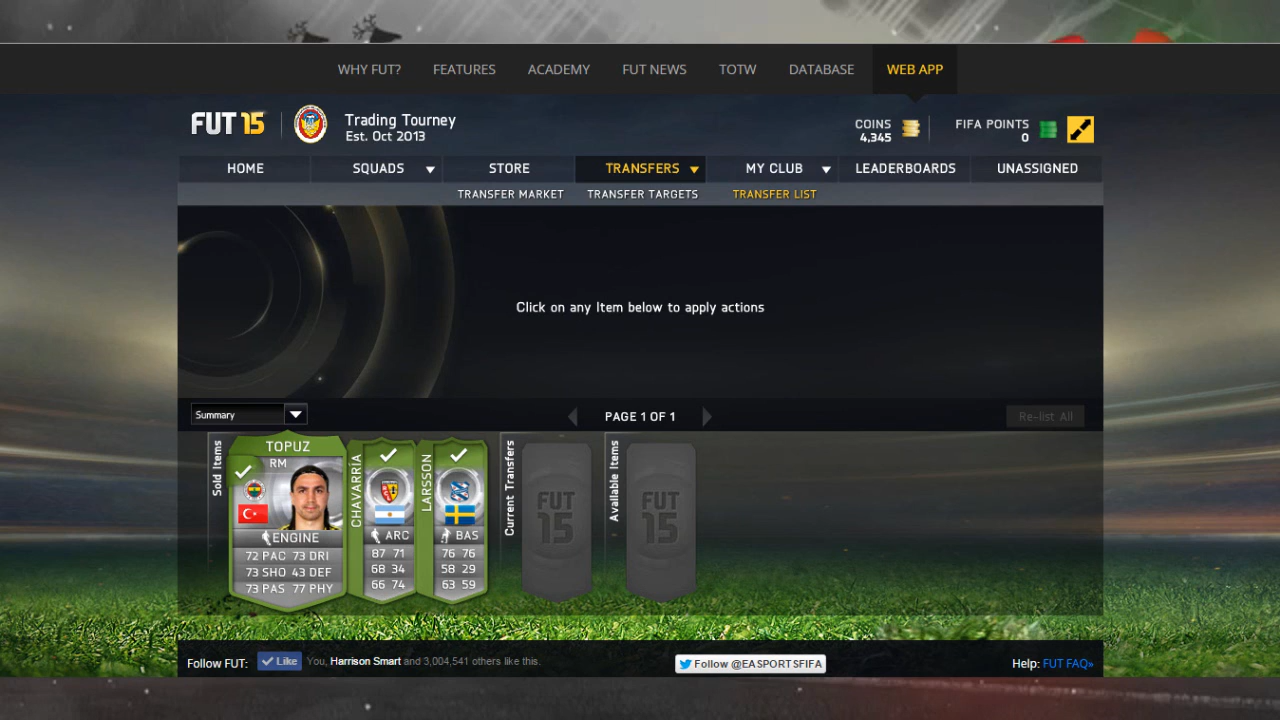 WHY FUT? FEATURES ACADEMY FUT NEWS TOTW DATABASE WEB APP
FUT 15
Trading Tourney
Est. Oct 2013
COINS
4,345
FIFA POINTS
0
HOME SQUADS STORE TRANSFERS MY CLUB LEADERBOARDS UNASSIGNED
TRANSFER MARKET TRANSFER TARGETS TRANSFER LIST
Click on any Item below to apply actions
Summary
PAGE 1 OF 1
Re-list All
Sold Items
TOPUZ
RM
ENGINE
72 PAC 73 DRI
73 SHO 43 DEF
73 PAS 77 PHY
CHAVARRÍA
ARC
87 71
68 34
66 74
LARSSON
BAS
76 76
58 29
63 59
Current Transfers
FUT
15
Available Items
FUT
15
Follow FUT:
Like
You, Harrison Smart and 3,004,541 others like this.
Follow @EASPORTSFIFA
Help: FUT FAQ»